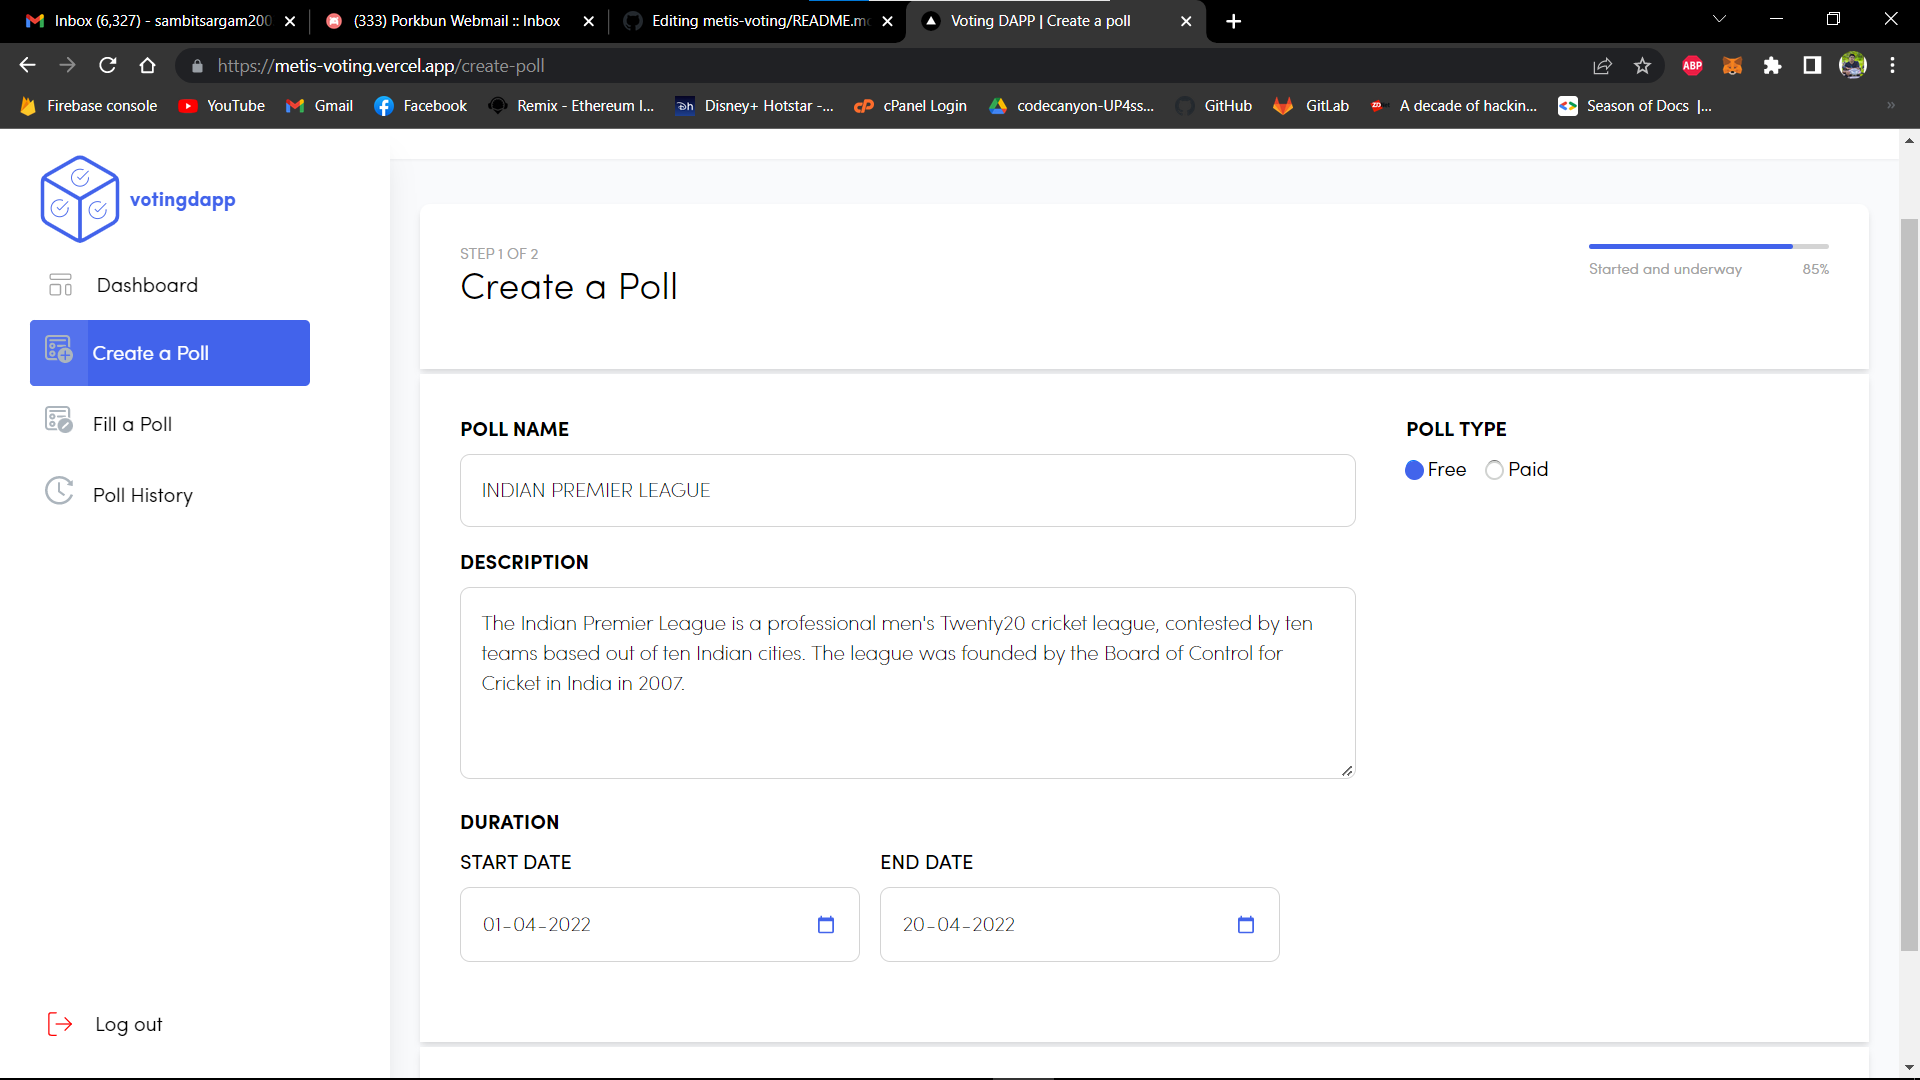 Inbox (6,327) - sambitsargam200
(333) Porkbun Webmail :: Inbox
Editing metis-voting/README.m
Voting DAPP | Create a poll
https://metis-voting.vercel.app/create-poll
ABP
Firebase console
YouTube
Gmail
Facebook
Remix - Ethereum I...
Disney+ Hotstar -...
cPanel Login
codecanyon-UP4ss...
GitHub
GitLab
A decade of hackin...
Season of Docs |...
votingdapp
Dashboard
Create a Poll
Fill a Poll
Poll History
Log out
STEP 1 OF 2
Create a Poll
Started and underway 85%
POLL NAME
INDIAN PREMIER LEAGUE
POLL TYPE
Free Paid
DESCRIPTION
The Indian Premier League is a professional men's Twenty20 cricket league, contested by ten
teams based out of ten Indian cities. The league was founded by the Board of Control for
Cricket in India in 2007.
DURATION
START DATE END DATE
01-04-2022 20-04-2022